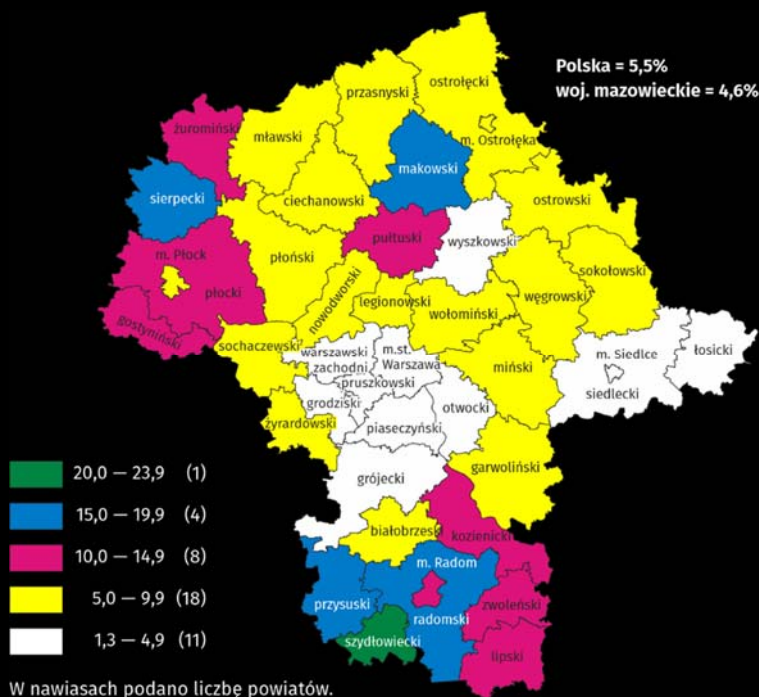 Polska = 5,5%
woj. mazowieckie = 4,6%
ostrołęcki
przasnyski
żuromiński
mławski
m. Ostrołęka
makowski
sierpecki
ciechanowski
ostrowski
pułtuski
wyszkowski
m. Płock
płoński
sokołowski
płocki
nowodworski
legionowski
węgrowski
wołomiński
gostyniński
sochaczewski
warszawski
zachodni
m.st.
Warszawa
m. Siedlce
łosicki
pruszkowski
miński
siedlecki
grodziski
otwocki
piaseczyński
żyrardowski
garwoliński
grójecki
białobrzeski
kozienicki
m. Radom
przysuski
radomski
zwoleński
szydłowiecki
lipski
20,0 — 23,9 (1)
15,0 — 19,9 (4)
10,0 — 14,9 (8)
5,0 — 9,9 (18)
1,3 — 4,9 (11)
W nawiasach podano liczbę powiatów.